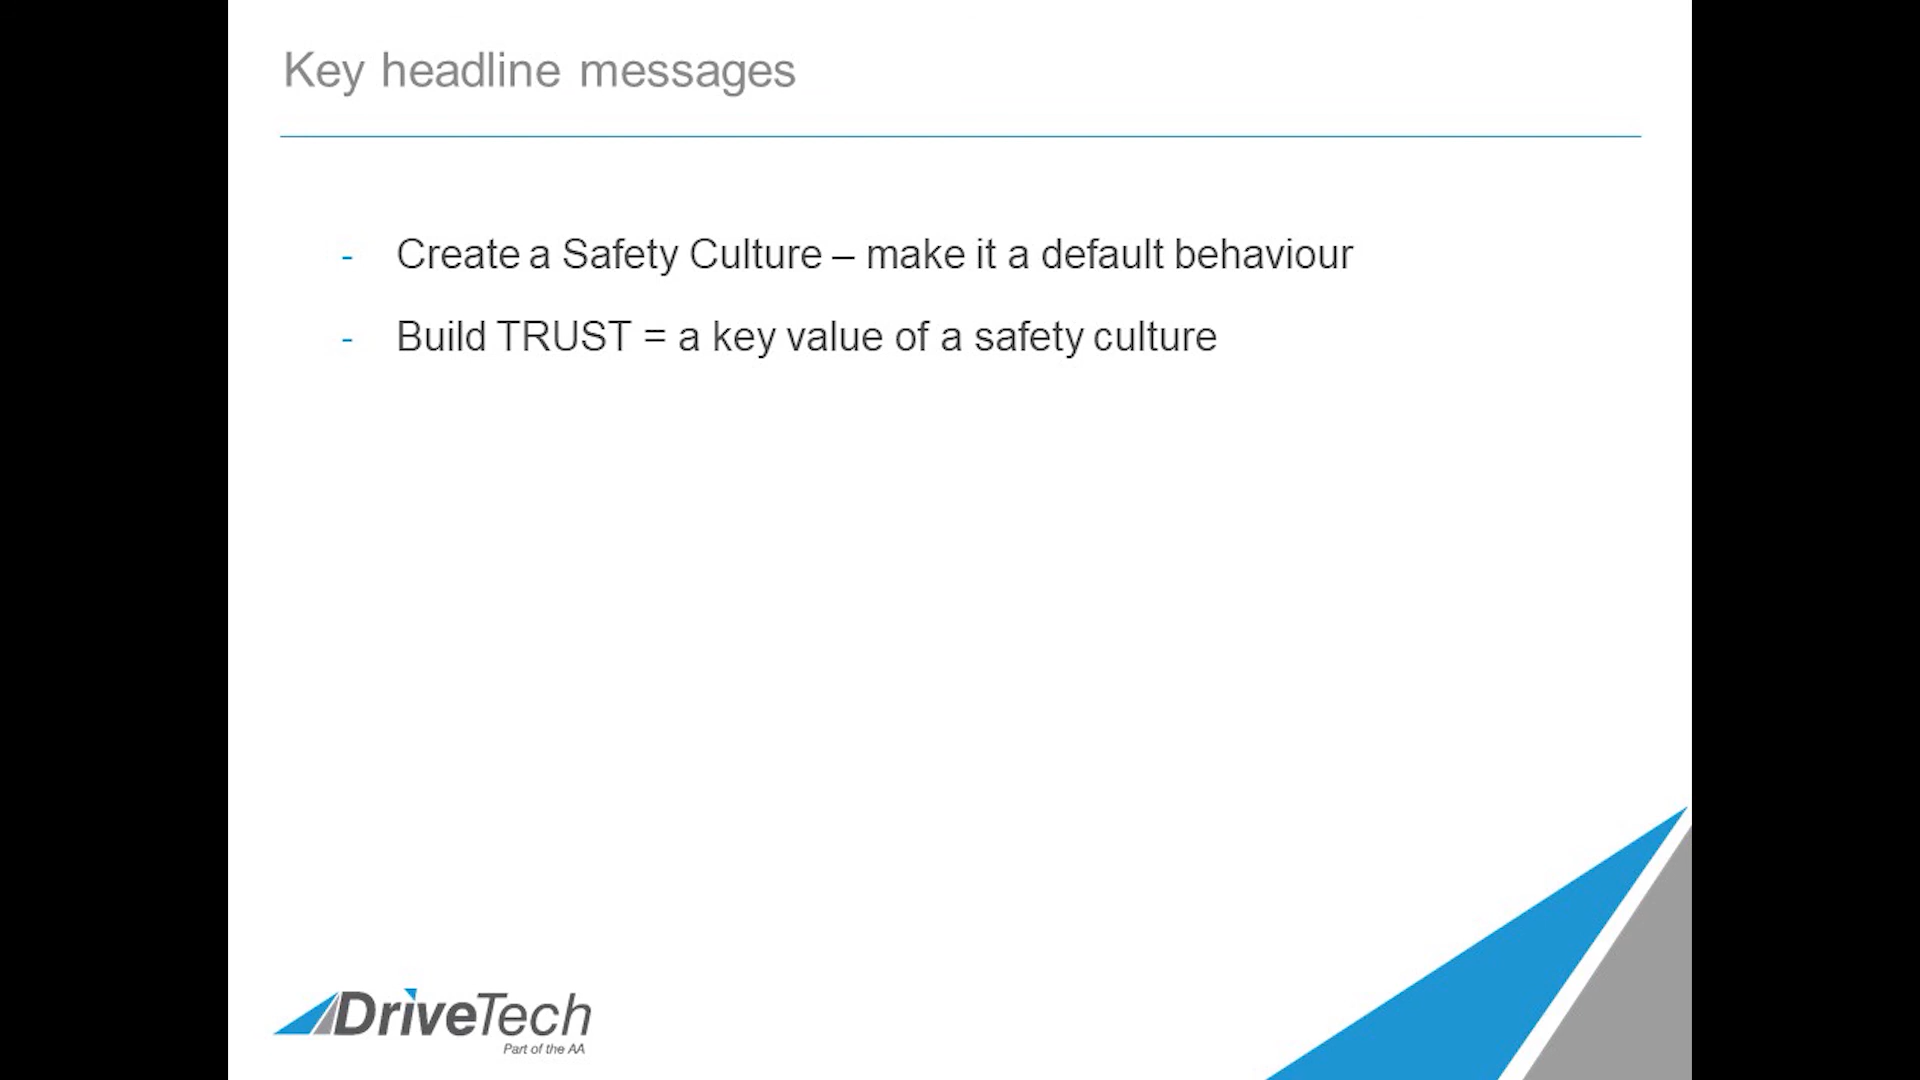 Key headline messages
- Create a Safety Culture – make it a default behaviour
- Build TRUST = a key value of a safety culture
DriveTech
Part of the AA